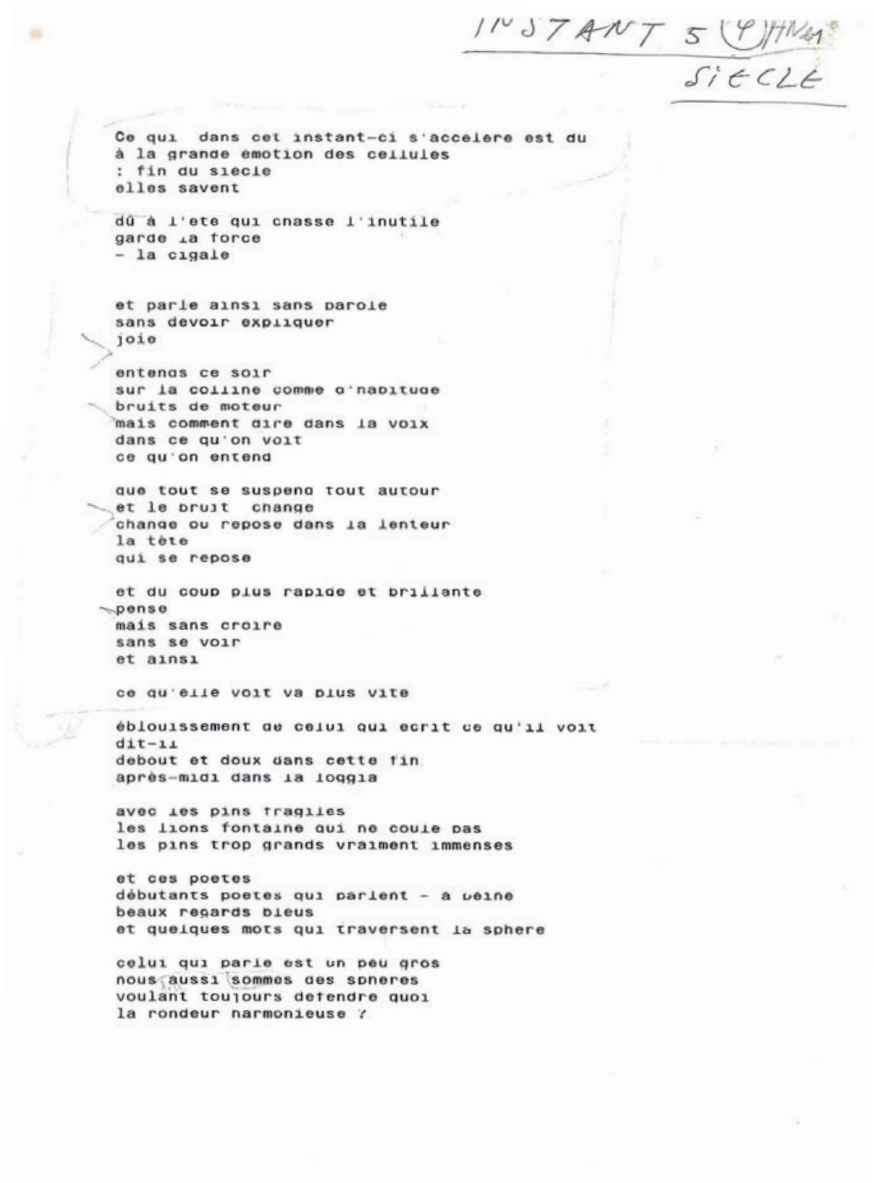 INSTANT 5
SIECLE
Ce qui dans cet instant-ci s'accelere est du
à la grande emotion des cellules
: fin du siecle
elles savent
dû à l'ete qui chasse l'inutile
garde la force
- la cigale
et parle ainsi sans parole
sans devoir expliquer
joie
entends ce soir
sur la colline comme d'habitude
bruits de moteur
mais comment dire dans la voix
dans ce qu'on voit
ce qu'on entend
que tout se suspend tout autour
et le bruit change
change ou repose dans la lenteur
la tête
qui se repose
et du coup plus rapide et brillante
pense
mais sans croire
sans se voir
et ainsi
ce qu'elle voit va plus vite
éblouissement de celui qui ecrit ce qu'il voit
dit-il
debout et doux dans cette fin
après-midi dans la loggia
avec les pins fragiles
les lions fontaine qui ne coule pas
les pins trop grands vraiment immenses
et ces poetes
débutants poetes qui parlent - a peine
beaux regards bleus
et quelques mots qui traversent la sphere
celui qui parle est un peu gros
nous aussi sommes des spheres
voulant toujours defendre quoi
la rondeur harmonieuse ?